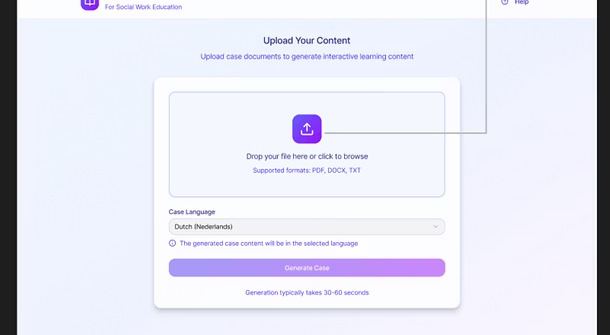 For Social Work Education
Help
Upload Your Content
Upload case documents to generate interactive learning content
Drop your file here or click to browse
Supported formats: PDF, DOCX, TXT
Case Language
Dutch (Nederlands)
The generated case content will be in the selected language
Generate Case
Generation typically takes 30-60 seconds